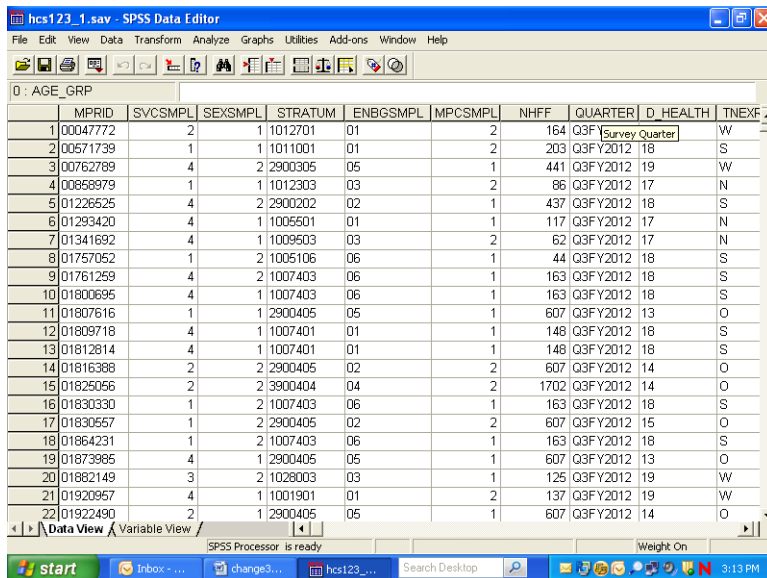 hcs123_1.sav - SPSS Data Editor
File Edit View Data Transform Analyze Graphs Utilities Add-ons Window Help
0 : AGE_GRP
MPRID SVCSMPL SEXSMPL STRATUM ENBGSMPL MPCSMPL NHFF QUARTER D_HEALTH
1 00047772 2 1 1012701 01 2 164 Q3FY Survey Quarter W
2 00571739 1 1 1011001 01 2 203 Q3FY2012 18 S
3 00762789 4 2 2900305 05 1 441 Q3FY2012 19 W
4 00858979 1 1 1012303 03 2 86 Q3FY2012 17 N
5 01226525 4 2 2900202 02 1 437 Q3FY2012 18 S
6 01293420 4 1 1005501 01 1 117 Q3FY2012 17 N
7 01341692 4 1 1009503 03 2 62 Q3FY2012 17 N
8 01757052 1 2 1005106 06 1 44 Q3FY2012 18 S
9 01761259 4 2 1007403 06 1 163 Q3FY2012 18 S
10 01800695 4 1 1007403 06 1 163 Q3FY2012 18 S
11 01807616 1 1 2900405 05 1 607 Q3FY2012 13 O
12 01809718 4 1 1007401 01 1 148 Q3FY2012 18 S
13 01812814 4 1 1007401 01 1 148 Q3FY2012 18 S
14 01816388 2 2 2900405 02 2 607 Q3FY2012 14 O
15 01825056 2 2 3900404 04 2 1702 Q3FY2012 14 O
16 01830330 1 2 1007403 06 1 163 Q3FY2012 18 S
17 01830557 1 2 2900405 02 2 607 Q3FY2012 15 O
18 01864231 1 2 1007403 06 1 163 Q3FY2012 18 S
19 01873985 4 1 2900405 05 1 607 Q3FY2012 13 O
20 01882149 3 2 1028003 03 1 125 Q3FY2012 19 W
21 01920957 4 1 1001901 01 2 137 Q3FY2012 19 W
22 01922490 2 1 2900405 05 1 607 Q3FY2012 14 O
Data View Variable View
SPSS Processor is ready Weight On
start Inbox - ... change3... hcs123_... Search Desktop 3:13 PM